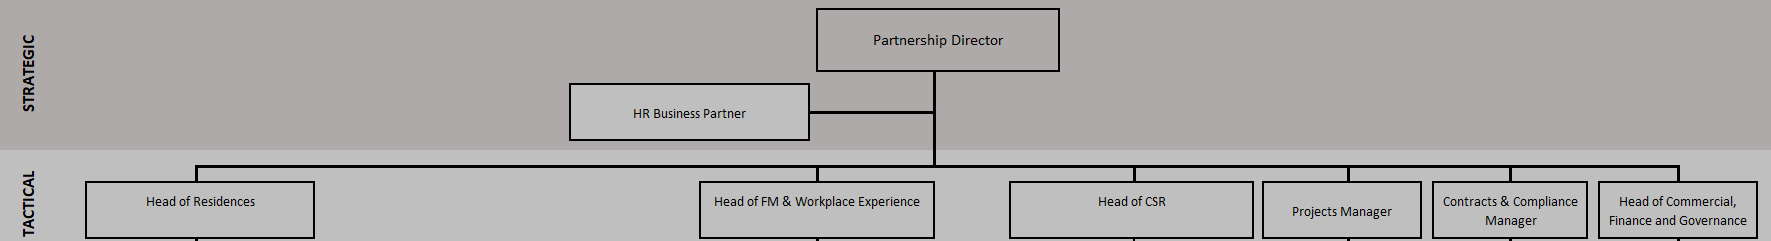 STRATEGIC
Partnership Director
HR Business Partner
TACTICAL
Head of Residences
Head of FM & Workplace Experience
Head of CSR
Projects Manager
Contracts & Compliance
Manager
Head of Commercial,
Finance and Governance